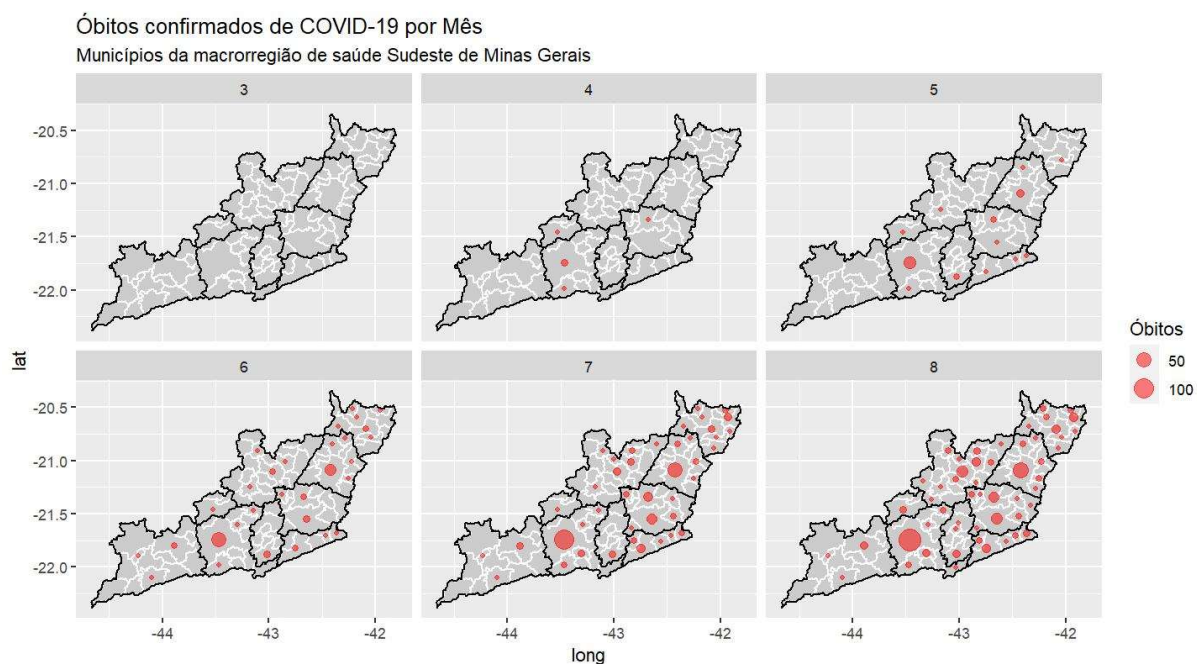 Óbitos confirmados de COVID-19 por Mês
Municípios da macrorregião de saúde Sudeste de Minas Gerais
3 4 5
-20.5
-21.0
-21.5
-22.0
6 7 8
-20.5
-21.0
-21.5
-22.0
-44 -43 -42 -44 -43 -42 -44 -43 -42
long
lat
Óbitos
50
100